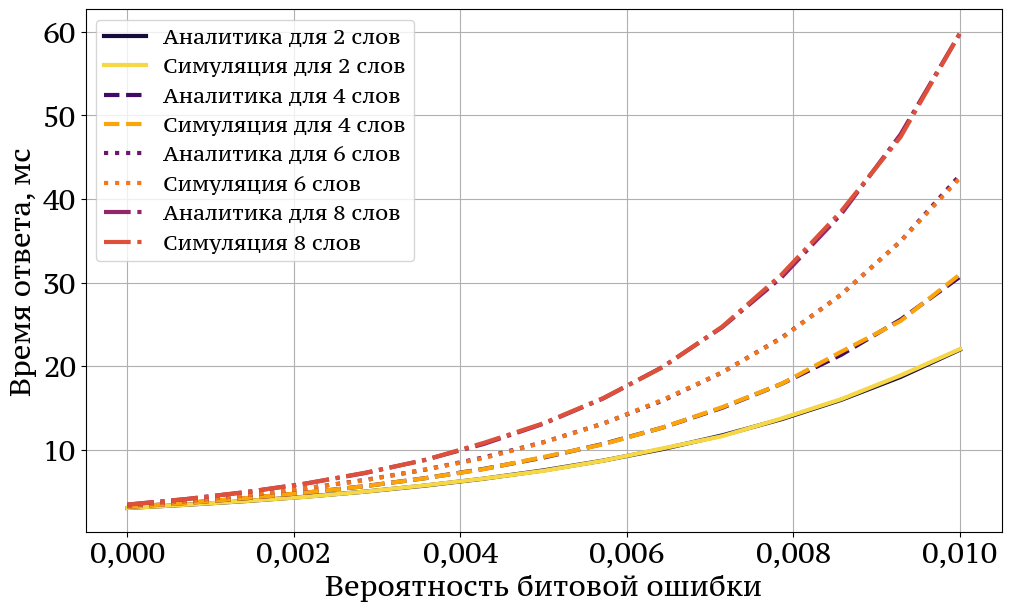 Аналитика для 2 слов
Симуляция для 2 слов
Аналитика для 4 слов
Симуляция для 4 слов
Аналитика для 6 слов
Симуляция 6 слов
Аналитика для 8 слов
Симуляция 8 слов
Время ответа, мс
60
50
40
30
20
10
0,000 0,002 0,004 0,006 0,008 0,010
Вероятность битовой ошибки